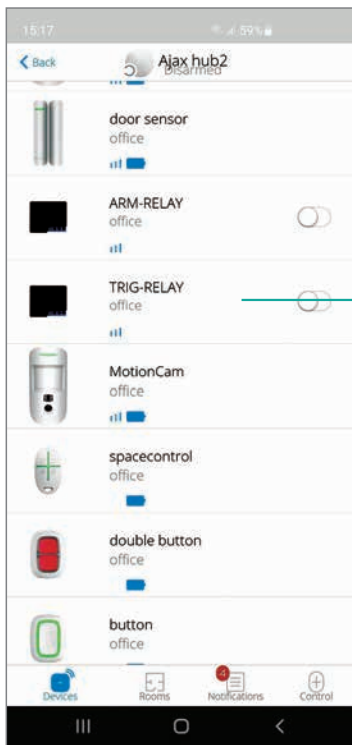 15:17
59%
Back
Ajax hub2
Disarmed
door sensor
office
ARM-RELAY
office
TRIG-RELAY
office
MotionCam
office
spacecontrol
office
double button
office
button
office
4
Devices
Rooms
Notifications
Control